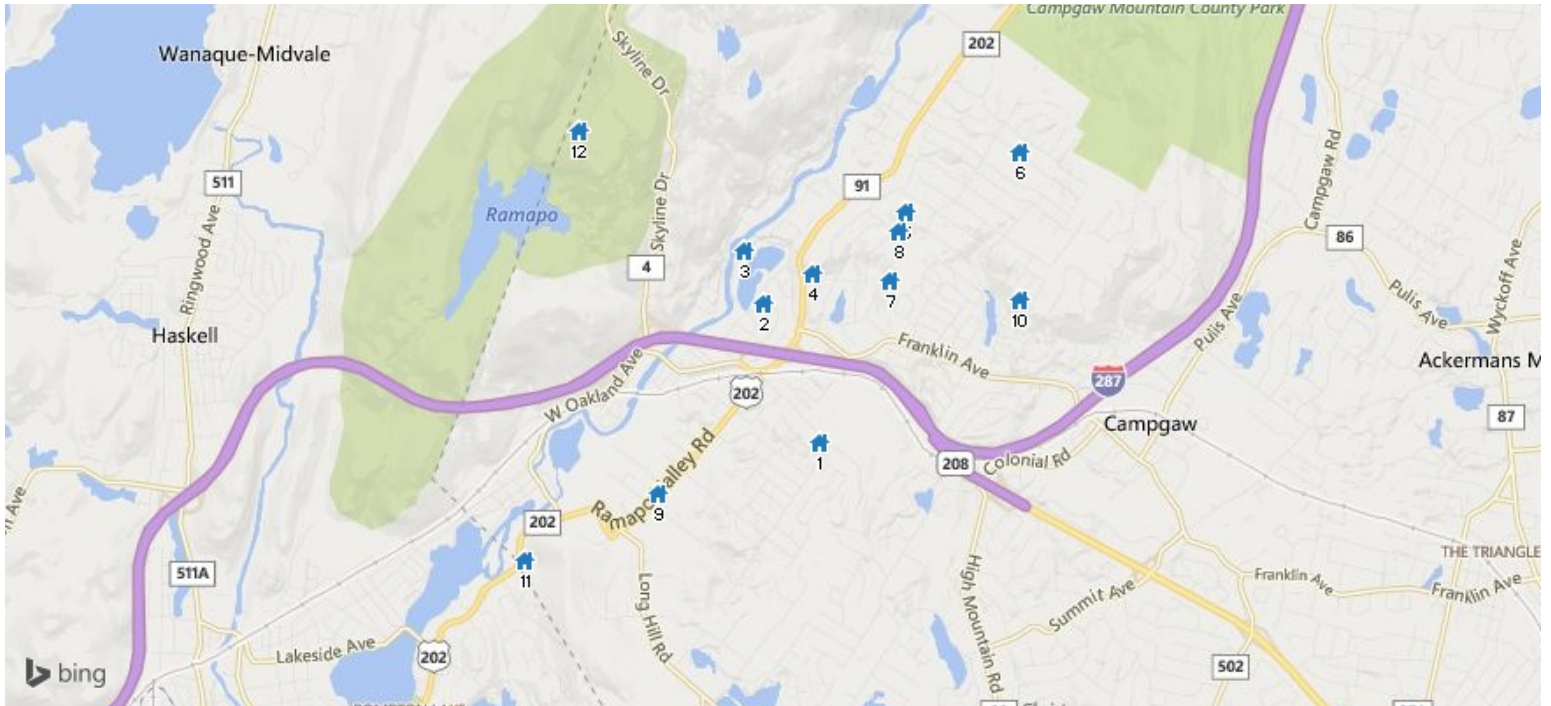 Campgaw Mountain County Park
Wanaque-Midvale
Skyline Dr
202
12
6
511
91
Campgaw Rd
Ramapo
Skyline Dr
5
8
86
Ringwood Ave
4
3
4
7
2
10
Pulis Ave
Pulis Ave
Wyckoff Ave
Haskell
Franklin Ave
Ackermans M
W Oakland Ave
287
202
87
Campgaw
1
208
Colonial Rd
Ramapo Valley Rd
9
n Ave
202
11
511A
Long Hill Rd
High Mountain Rd
Summit Ave
THE TRIANGLE
Franklin Ave
Franklin Ave
Lakeside Ave
202
502
bing